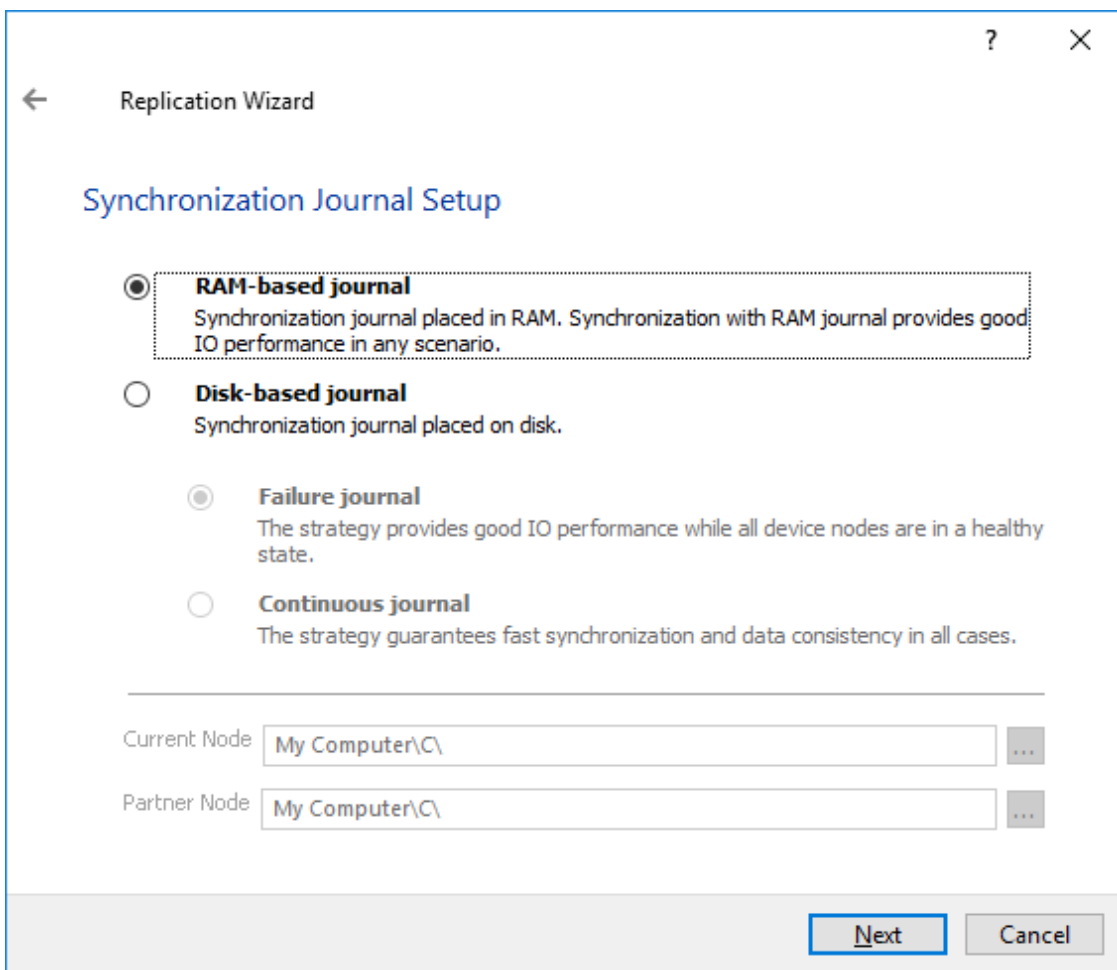 ?
Replication Wizard
Synchronization Journal Setup
RAM-based journal
Synchronization journal placed in RAM. Synchronization with RAM journal provides good
IO performance in any scenario.
Disk-based journal
Synchronization journal placed on disk.
Failure journal
The strategy provides good IO performance while all device nodes are in a healthy
state.
Continuous journal
The strategy guarantees fast synchronization and data consistency in all cases.
Current Node My Computer\C\ ...
Partner Node My Computer\C\ ...
Next Cancel